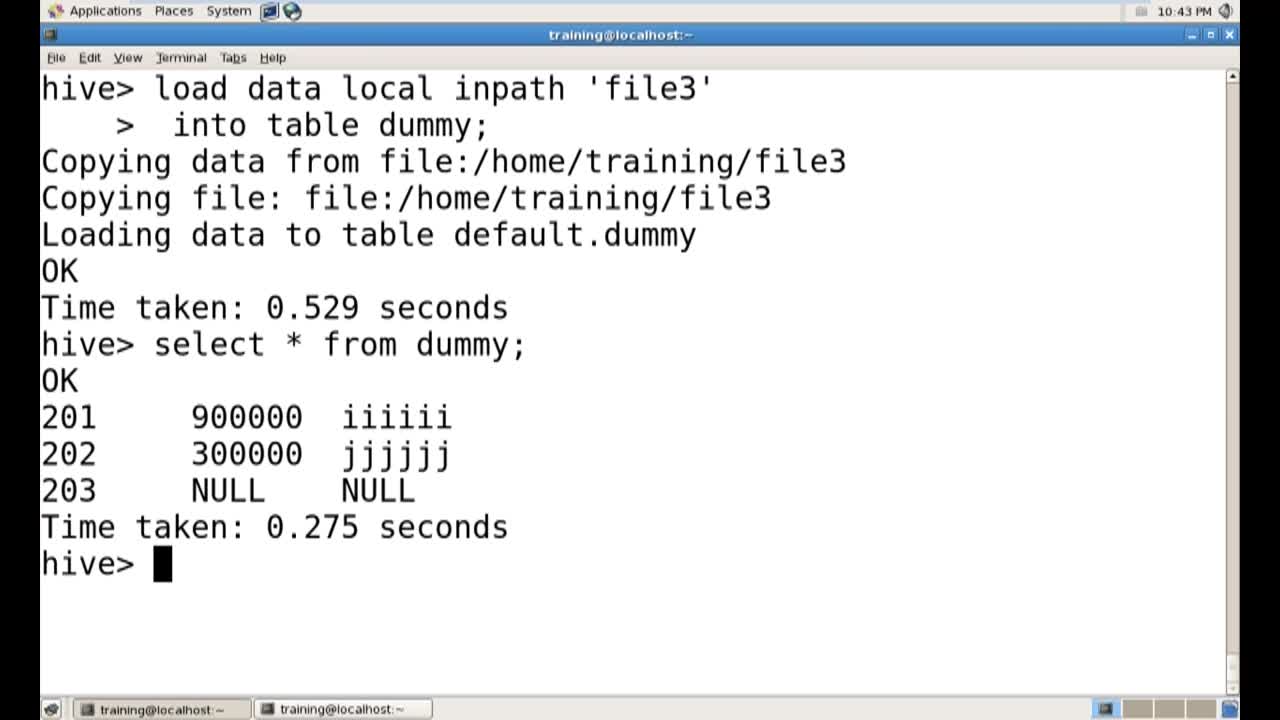 Applications Places System 10:43 PM
training@localhost:~
File Edit View Terminal Tabs Help
hive> load data local inpath 'file3'
    >  into table dummy;
Copying data from file:/home/training/file3
Copying file: file:/home/training/file3
Loading data to table default.dummy
OK
Time taken: 0.529 seconds
hive> select * from dummy;
OK
201     900000  iiiiii
202     300000  jjjjjj
203     NULL    NULL
Time taken: 0.275 seconds
hive>
training@localhost:~ training@localhost:~